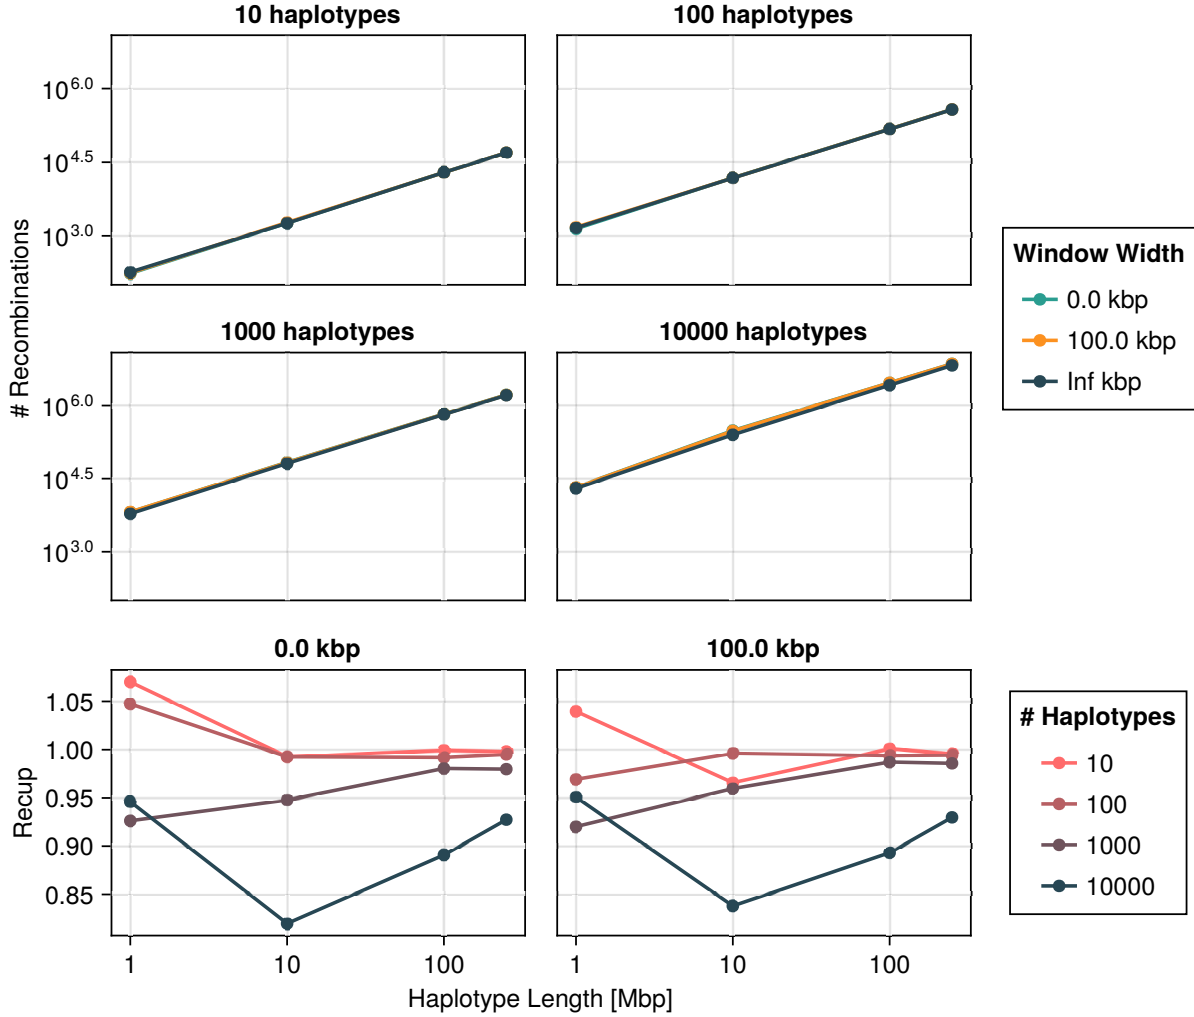 10 haplotypes
100 haplotypes
10^6.0
10^4.5
10^3.0
# Recombinations
Window Width
0.0 kbp
100.0 kbp
Inf kbp
1000 haplotypes
10000 haplotypes
10^6.0
10^4.5
10^3.0
0.0 kbp
100.0 kbp
Recup
1.05
1.00
0.95
0.90
0.85
# Haplotypes
10
100
1000
10000
1 10 100
1 10 100
Haplotype Length [Mbp]